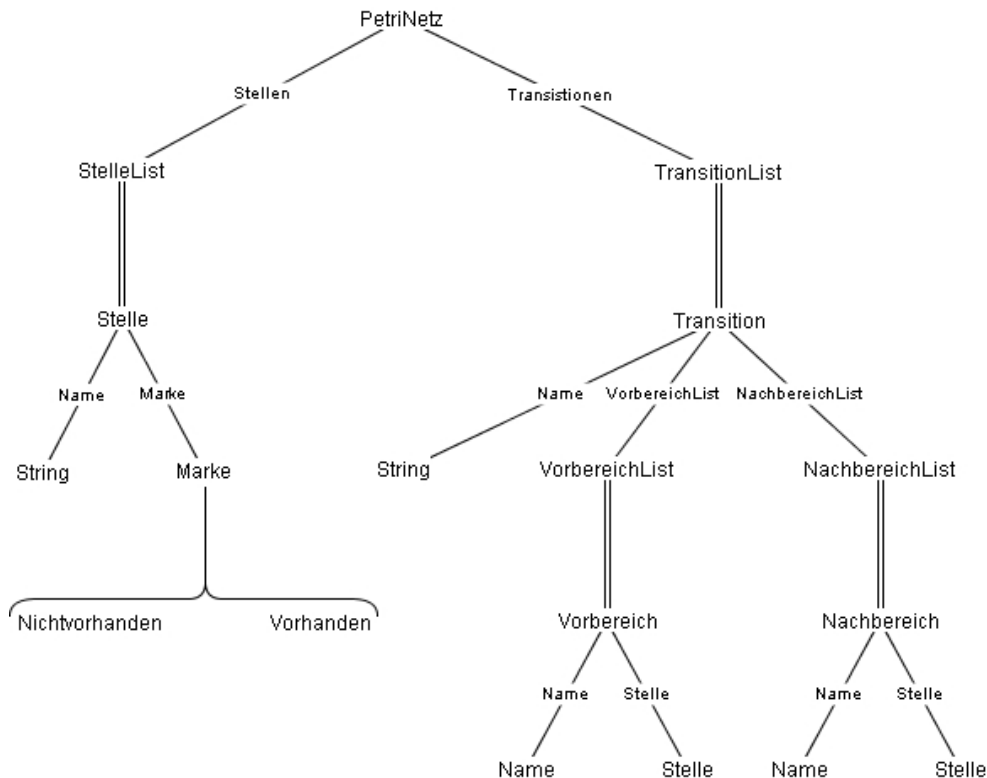 PetriNetz
Stellen Transistionen
StelleList TransitionList
Stelle Transition
Name Marke Name VorbereichList NachbereichList
String Marke String VorbereichList NachbereichList
Nichtvorhanden Vorhanden Vorbereich Nachbereich
Name Stelle Name Stelle
Name Stelle Name Stelle